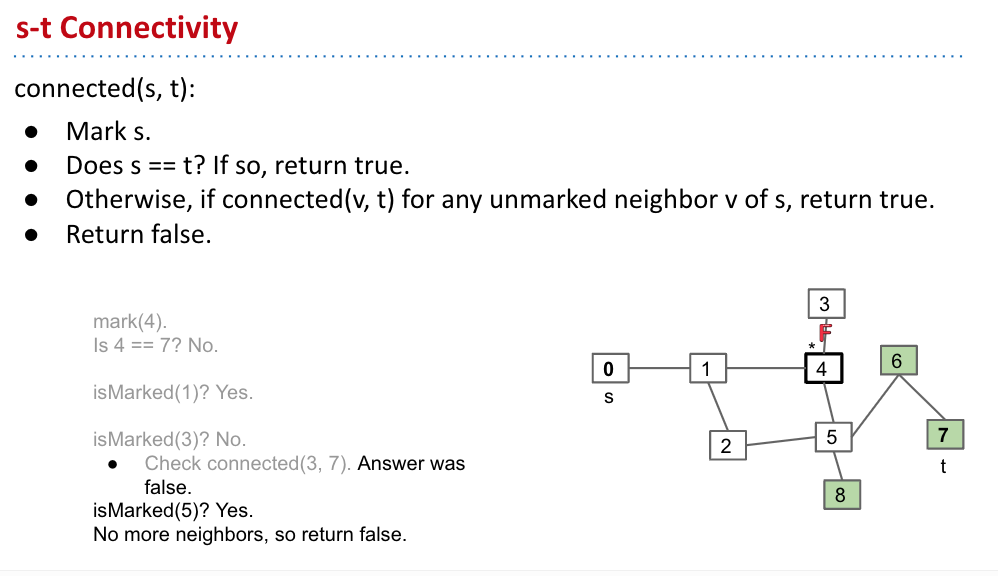 s-t Connectivity
connected(s, t):
● Mark s.
● Does s == t? If so, return true.
● Otherwise, if connected(v, t) for any unmarked neighbor v of s, return true.
● Return false.
mark(4).
Is 4 == 7? No.
isMarked(1)? Yes.
isMarked(3)? No.
● Check connected(3, 7). Answer was
false.
isMarked(5)? Yes.
No more neighbors, so return false.
3
F
*
0
1
4
6
s
2
5
7
t
8